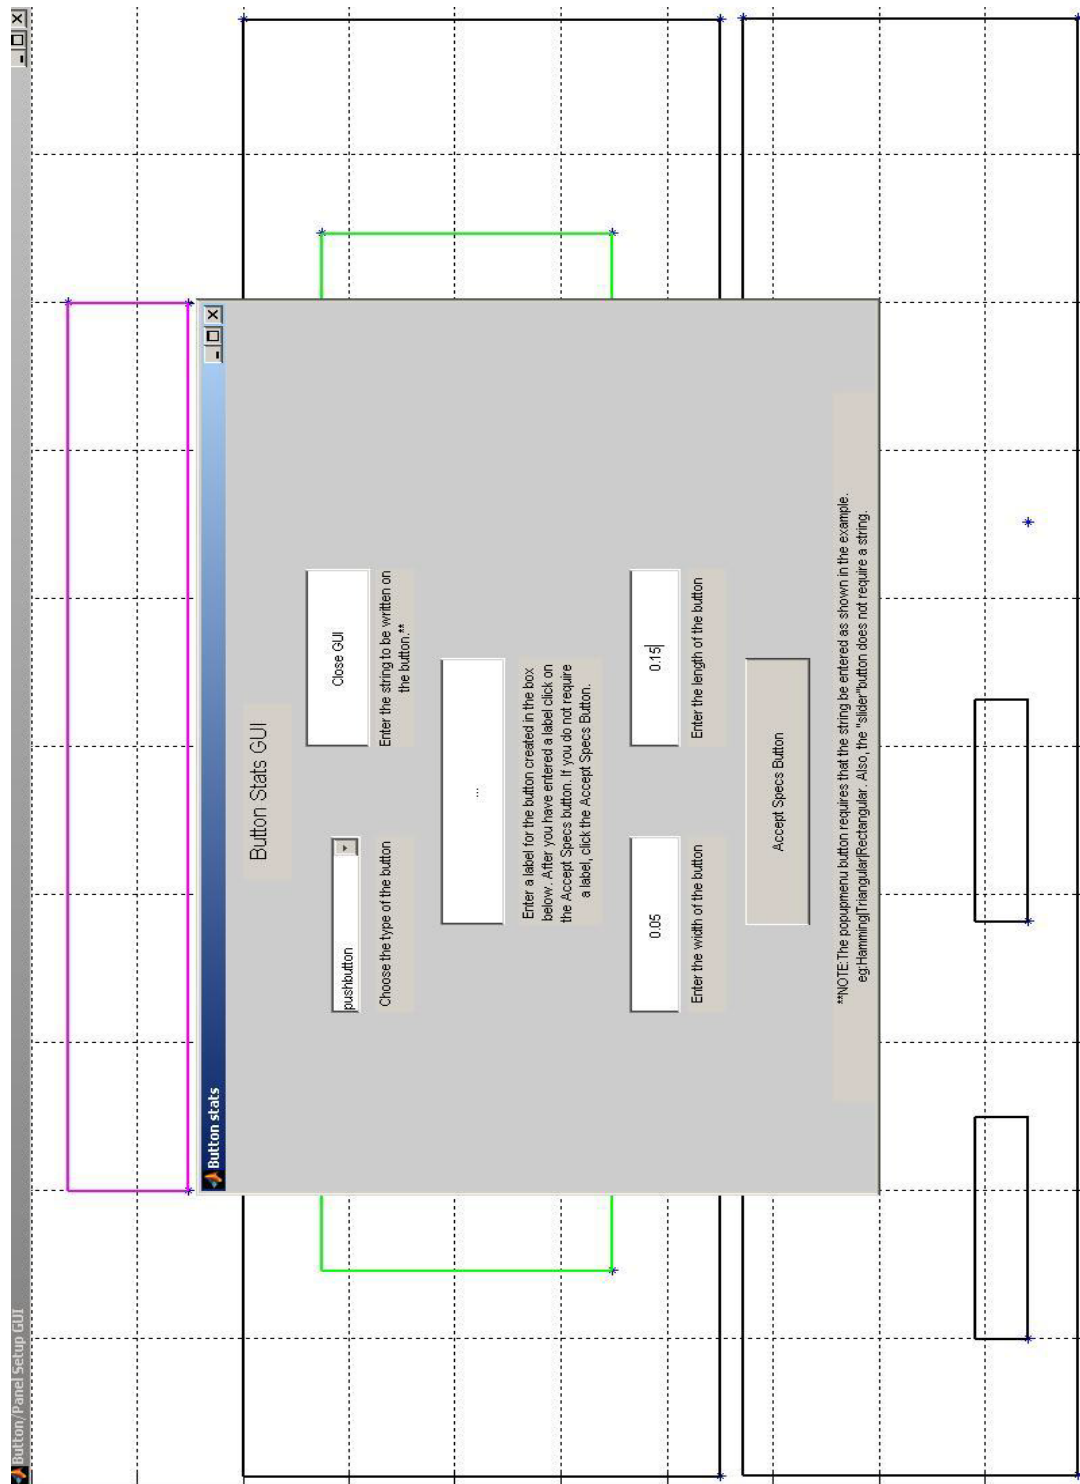 Button/Panel Setup GUI
Button stats
Button Stats GUI
pushbutton
Close GUI
Choose the type of the button
Enter the string to be written on
the button.**
...
Enter a label for the button created in the box
below. After you have entered a label click on
the Accept Specs button. If you do not require
a label, click the Accept Specs Button.
0.05
0.15
Enter the width of the button
Enter the length of the button
Accept Specs Button
**NOTE:The popupmenu button requires that the string be entered as shown in the example.
eg:Hamming|Triangular|Rectangular. Also, the "slider"button does not require a string.